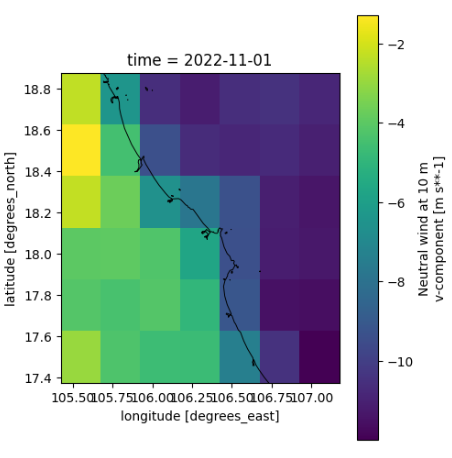 time = 2022-11-01
18.8
18.6
18.4
18.2
18.0
17.8
17.6
17.4
latitude [degrees_north]
105.50 105.75 106.00 106.25 106.50 106.75 107.00
longitude [degrees_east]
−2
−4
−6
−8
−10
Neutral wind at 10 m
v-component [m s**-1]